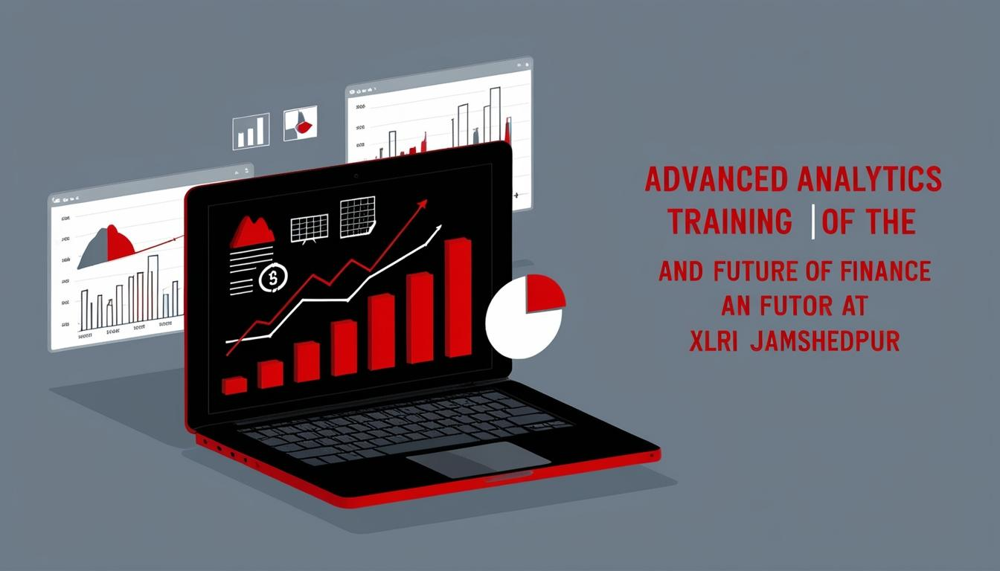 ADVANCED ANALYTICS
TRAINING | OF THE
AND FUTURE OF FINANCE
AN FUTOR AT
XLRI JAMSHEDPUR